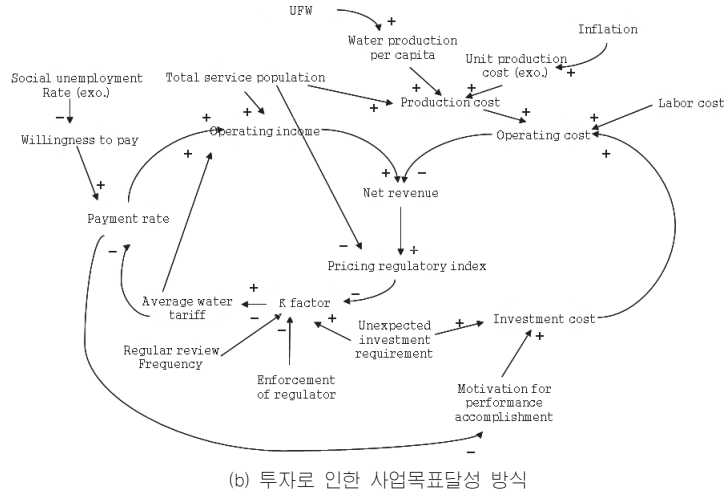 UFW
Inflation
Water production
per capita
Unit production
cost (exo.)
Social unemployment
Rate (exo.)
Total service population
Production cost
Labor cost
Willingness to pay
Operating income
Operating cost
Net revenue
Payment rate
Pricing regulatory index
Average water
tariff
K factor
Unexpected
investment
requirement
Investment cost
Regular review
Frequency
Enforcement
of regulator
Motivation for
performance
accomplishment
(b) 투자로 인한 사업목표달성 방식